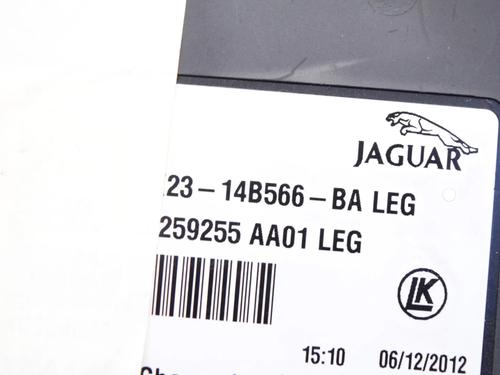 JAGUAR
23-14B566-BA LEG
259255 AA01 LEG
LK
15:10 06/12/2012